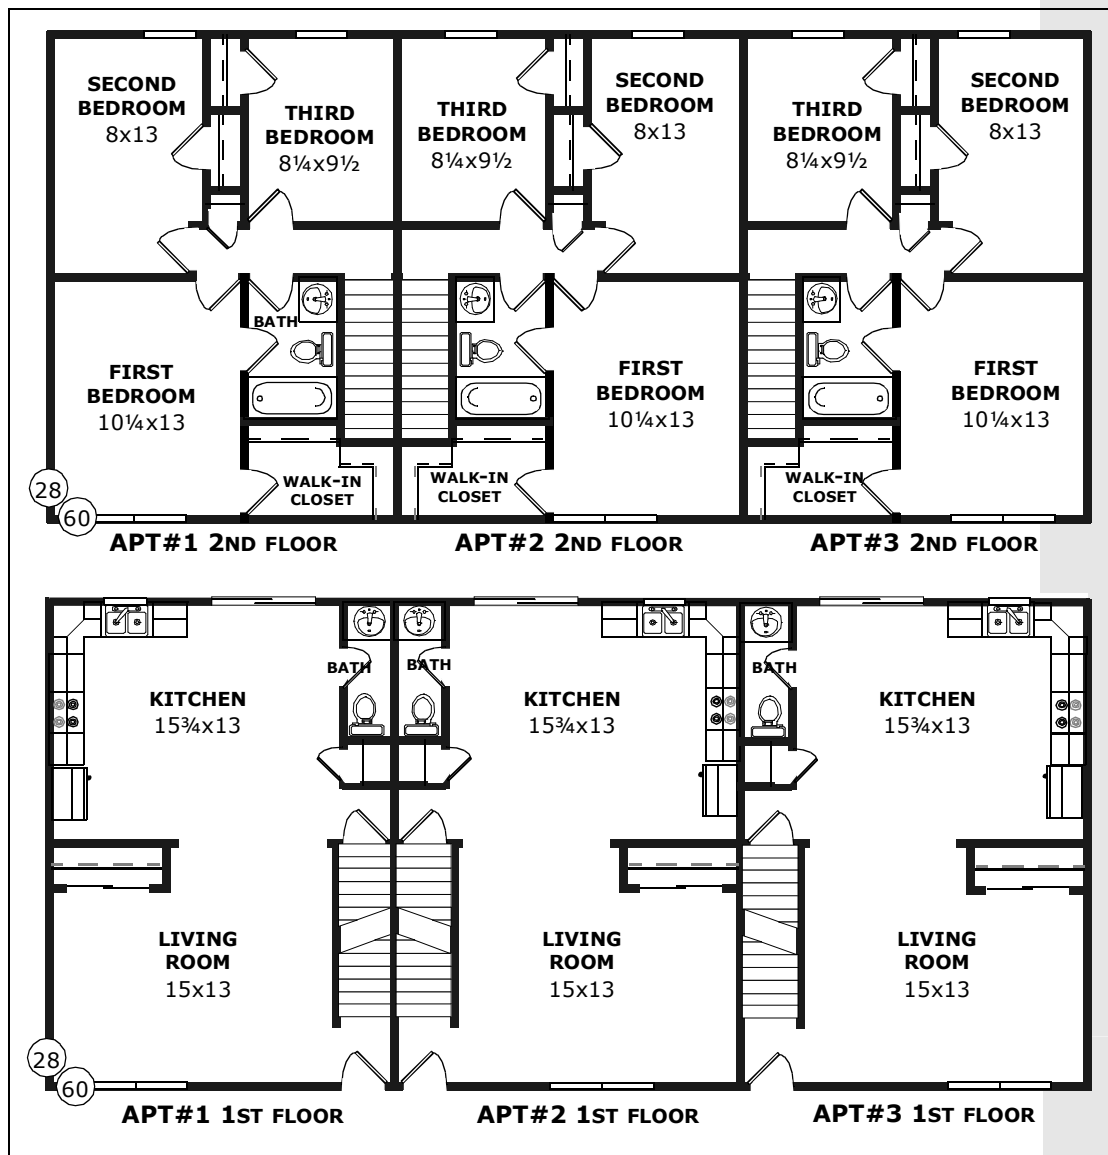 SECOND
BEDROOM
8x13
THIRD
BEDROOM
8¼x9½
THIRD
BEDROOM
8¼x9½
SECOND
BEDROOM
8x13
THIRD
BEDROOM
8¼x9½
SECOND
BEDROOM
8x13
BATH
FIRST
BEDROOM
10¼x13
FIRST
BEDROOM
10¼x13
FIRST
BEDROOM
10¼x13
WALK-IN
CLOSET
WALK-IN
CLOSET
WALK-IN
CLOSET
28
60
APT#1 2ND FLOOR
APT#2 2ND FLOOR
APT#3 2ND FLOOR
BATH
BATH
BATH
KITCHEN
15¾x13
KITCHEN
15¾x13
KITCHEN
15¾x13
LIVING
ROOM
15x13
LIVING
ROOM
15x13
LIVING
ROOM
15x13
28
60
APT#1 1ST FLOOR
APT#2 1ST FLOOR
APT#3 1ST FLOOR